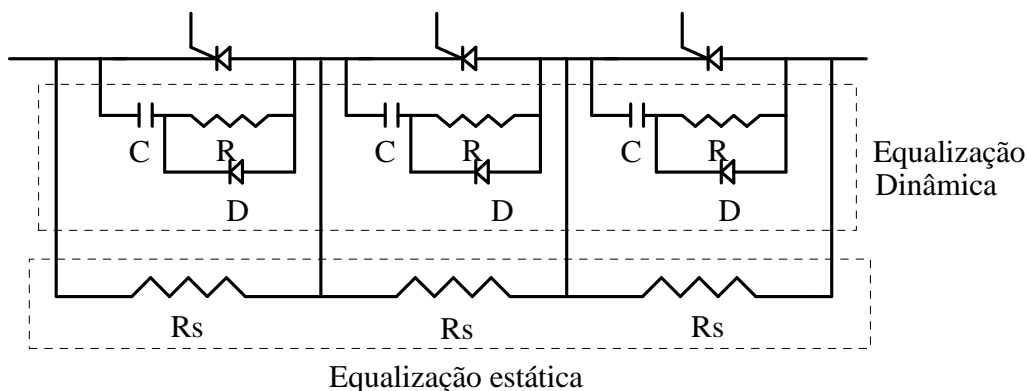 C R C R C R
D D D
Equalização
Dinâmica
Rs Rs Rs
Equalização estática